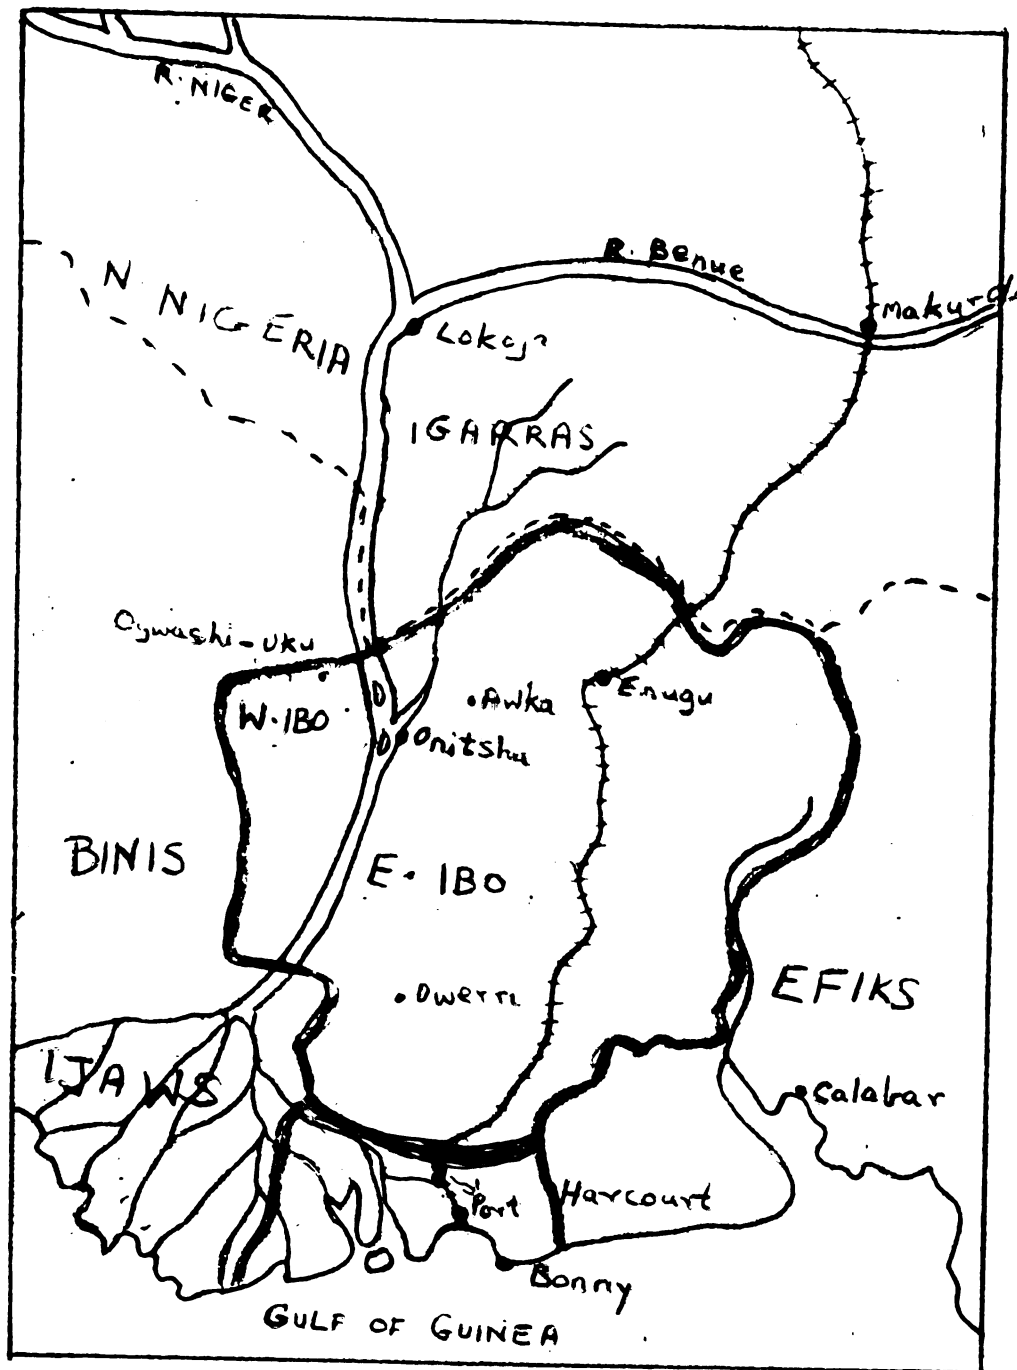 R. NIGER
R. Benue
N. NIGERIA
Makurdi
Lokoja
IGARRAS
Ogwashi-uku
W. IBO
Awka
Enugu
D
D
Onitsha
BINIS
E. IBO
EFIKS
Owerri
IJAWS
Calabar
Port Harcourt
Bonny
GULF OF GUINEA